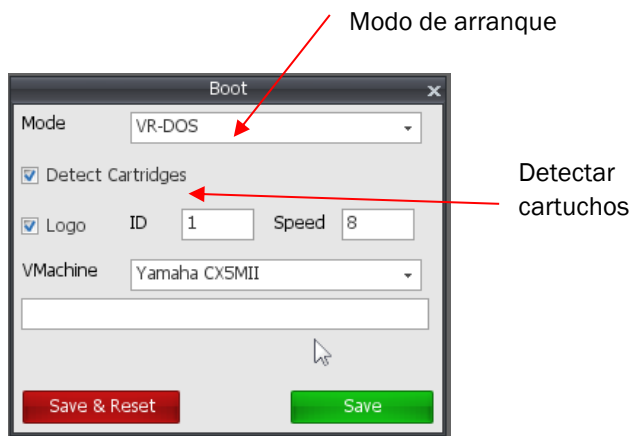 Modo de arranque
Boot x
Mode VR-DOS
Detect Cartridges
Detectar
cartuchos
Logo ID 1 Speed 8
VMachine Yamaha CX5MII
Save & Reset Save